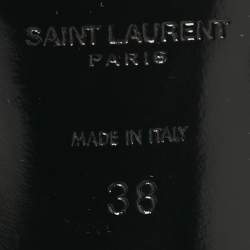 SAINT LAURENT
PARIS
MADE IN ITALY
38